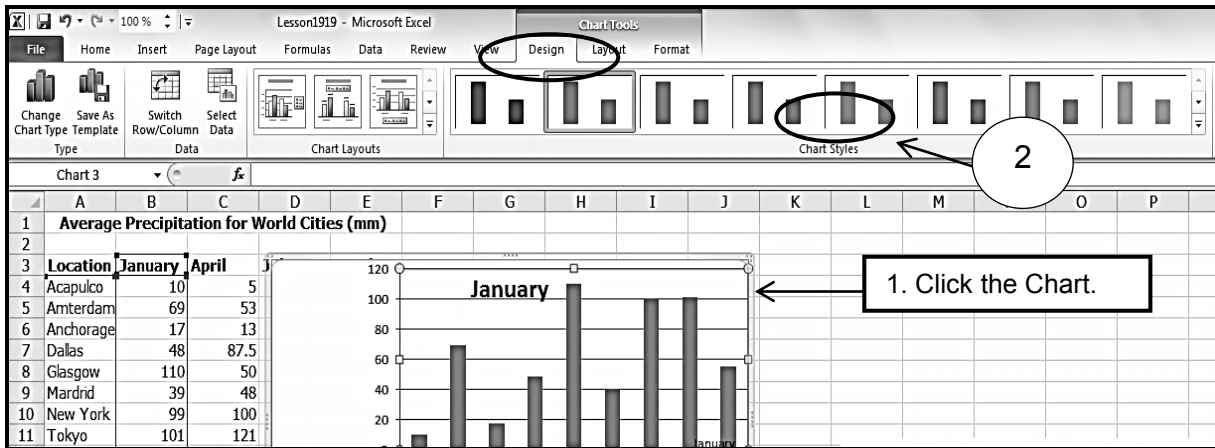 100 % Lesson1919 - Microsoft Excel Chart Tools
File Home Insert Page Layout Formulas Data Review View Design Layout Format
Change Chart Type Save As Template Switch Row/Column Select Data
Type Data Chart Layouts Chart Styles
2
Chart 3 fx
A B C D E F G H I J K L M O P
1 Average Precipitation for World Cities (mm)
2
3 Location January April
4 Acapulco 10 5
5 Amterdam 69 53
6 Anchorage 17 13
7 Dallas 48 87.5
8 Glasgow 110 50
9 Mardrid 39 48
10 New York 99 100
11 Tokyo 101 121
120
January
100
80
60
40
20
January
1. Click the Chart.